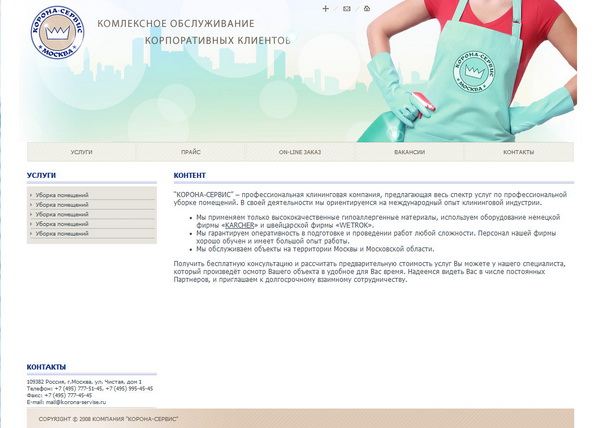 КОРОНА-СЕРВИС
МОСКВА
КОМЛЕКСНОЕ ОБСЛУЖИВАНИЕ
КОРПОРАТИВНЫХ КЛИЕНТОВ
КОРОНА-СЕРВИС
МОСКВА
УСЛУГИ ПРАЙС ON-LINE ЗАКАЗ ВАКАНСИИ КОНТАКТЫ
УСЛУГИ
Уборка помещений
Уборка помещений
Уборка помещений
Уборка помещений
Уборка помещений
КОНТЕНТ
"КОРОНА-СЕРВИС" – профессиональная клининговая компания, предлагающая весь спектр услуг по профессиональной
уборке помещений. В своей деятельности мы ориентируемся на международный опыт клининговой индустрии.
Мы применяем только высококачественные гипоаллергенные материалы, используем оборудование немецкой
фирмы «KARCHER» и швейцарской фирмы «WETROK».
Мы гарантируем оперативность в подготовке и проведении работ любой сложности. Персонал нашей фирмы
хорошо обучен и имеет большой опыт работы.
Мы обслуживаем объекты на территории Москвы и Московской области.
Получить бесплатную консультацию и рассчитать предварительную стоимость услуг Вы можете у нашего специалиста,
который произведёт осмотр Вашего объекта в удобное для Вас время. Надеемся видеть Вас в числе постоянных
Партнеров, и приглашаем к долгосрочному взаимному сотрудничеству.
КОНТАКТЫ
109382 Россия, г.Москва, ул. Чистая, дом 1
Телефон: +7 (495) 777-51-45, +7 (495) 995-45-45
Факс: +7 (495) 777-45-45
E-mail: mail@korona-servise.ru
COPYRIGHT © 2008 КОМПАНИЯ "КОРОНА-СЕРВИС"